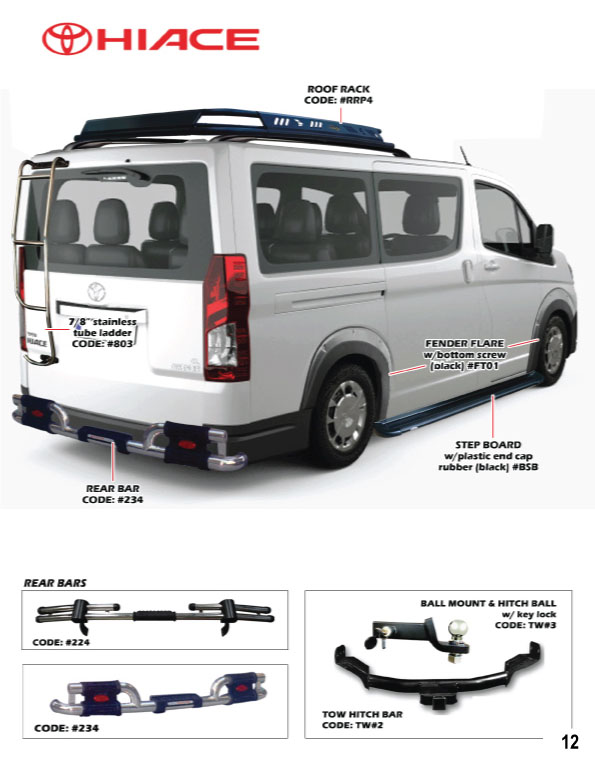 HIACE
ROOF RACK
CODE: #RRP4
7/8" stainless
tube ladder
CODE: #803
HIACE
FENDER FLARE
w/bottom screw
(black) #FT01
STEP BOARD
w/plastic end cap
rubber (black) #BSB
REAR BAR
CODE: #234
REAR BARS
CODE: #224
CODE: #234
BALL MOUNT & HITCH BALL
w/ key lock
CODE: TW#3
TOW HITCH BAR
CODE: TW#2
12